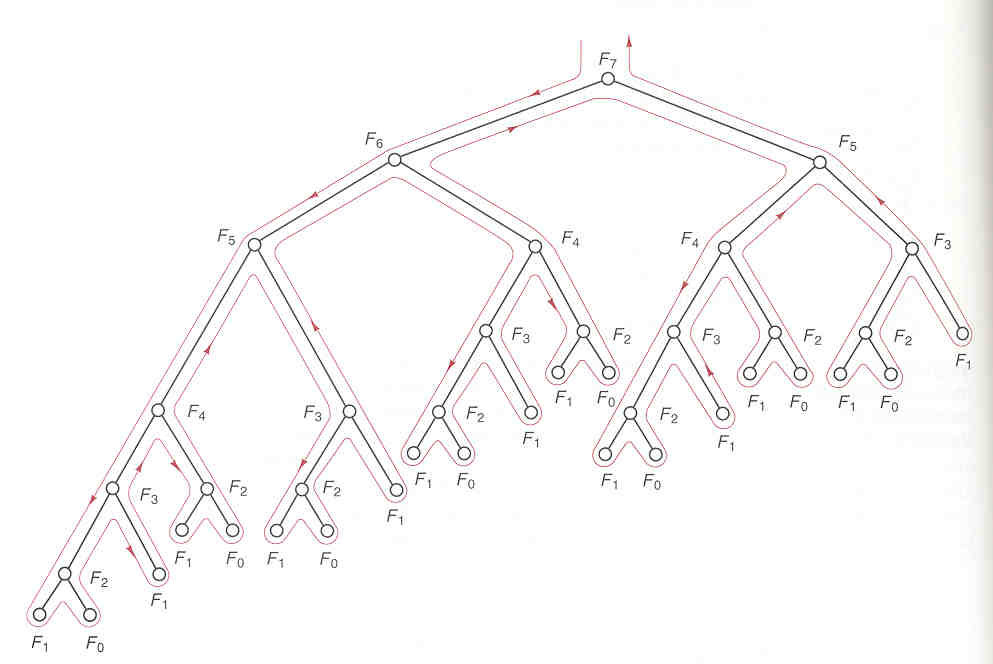 F₇
F₆ F₅
F₅ F₄ F₄ F₃
F₃ F₂ F₃ F₂ F₂ F₁
F₁ F₀ F₁ F₀ F₁ F₀
F₄ F₃ F₂ F₁ F₂ F₁
F₁ F₀ F₁ F₀
F₃ F₂ F₂ F₁
F₁ F₀ F₁ F₀
F₂ F₁
F₁ F₀